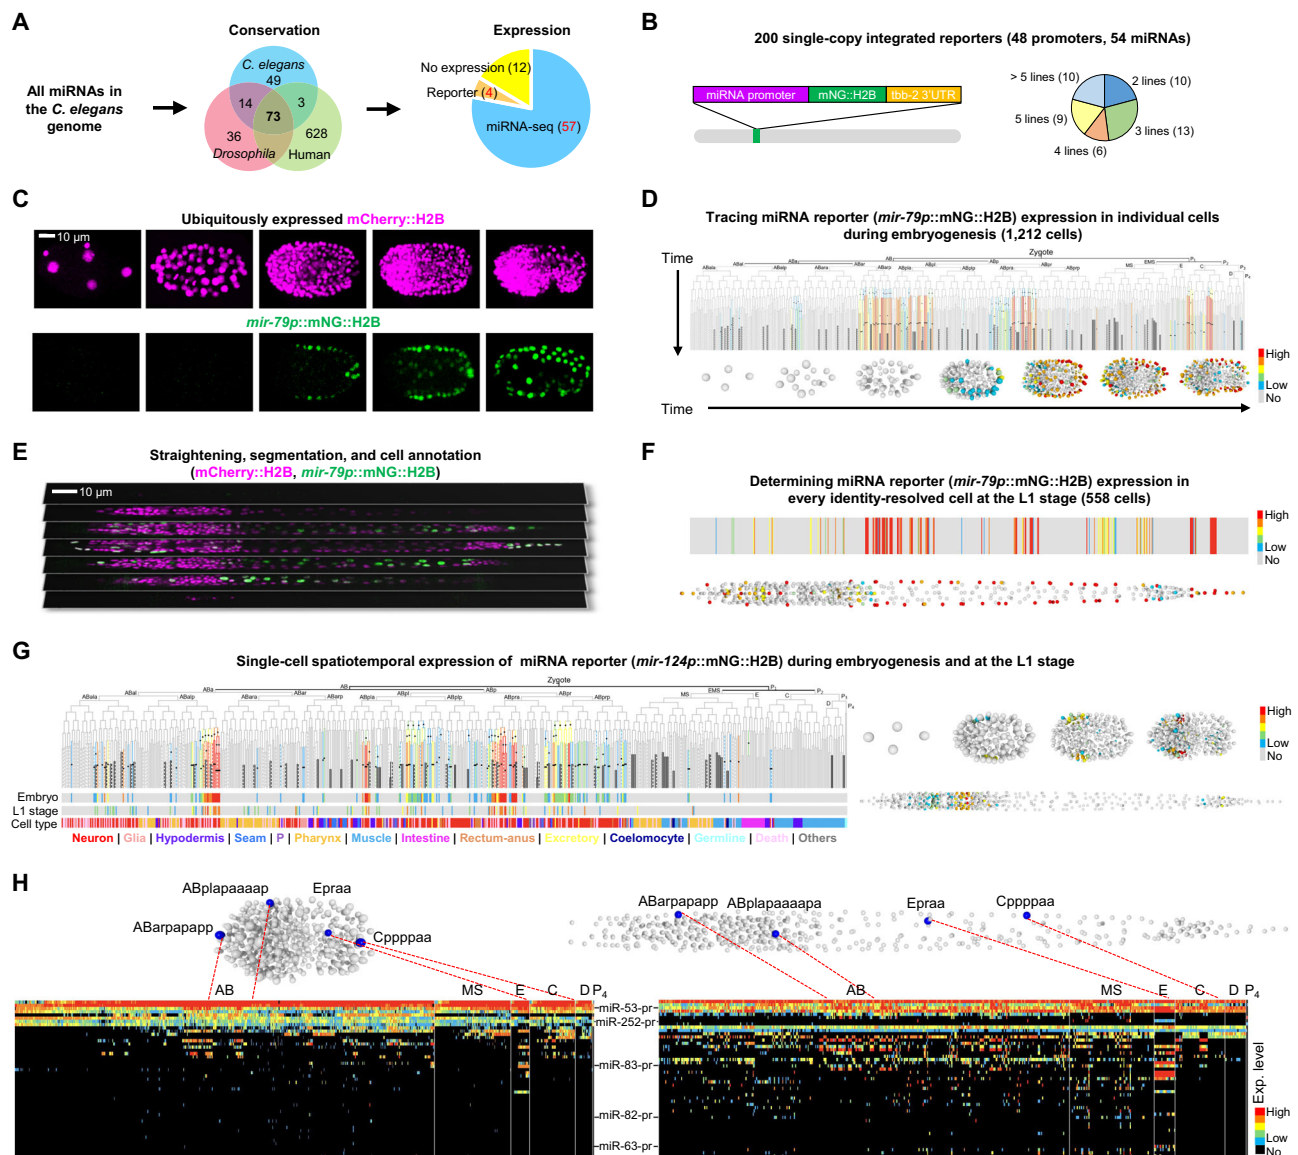 A
Conservation
Expression
All miRNAs in
the C. elegans
genome
C. elegans
49
14
3
73
36
628
Drosophila
Human
No expression (12)
Reporter (4)
miRNA-seq (57)
B
200 single-copy integrated reporters (48 promoters, 54 miRNAs)
miRNA promoter
mNG::H2B
tbb-2 3'UTR
> 5 lines (10)
2 lines (10)
5 lines (9)
3 lines (13)
4 lines (6)
C
Ubiquitously expressed mCherry::H2B
10 µm
mir-79p::mNG::H2B
D
Tracing miRNA reporter (mir-79p::mNG::H2B) expression in individual cells
during embryogenesis (1,212 cells)
Time
Zygote
High
Low
No
Time
E
Straightening, segmentation, and cell annotation
(mCherry::H2B, mir-79p::mNG::H2B)
10 µm
F
Determining miRNA reporter (mir-79p::mNG::H2B) expression in
every identity-resolved cell at the L1 stage (558 cells)
High
Low
No
G
Single-cell spatiotemporal expression of miRNA reporter (mir-124p::mNG::H2B) during embryogenesis and at the L1 stage
Zygote
High
Low
No
Embryo
L1 stage
Cell type
Neuron | Glia | Hypodermis | Seam | P | Pharynx | Muscle | Intestine | Rectum-anus | Excretory | Coelomocyte | Germline | Death | Others
H
ABplapaaaap
Epraa
ABarpapapp
Cppppaa
ABarpapapp
ABplapaaaapa
Epraa
Cppppaa
AB
MS
E
C
D
P4
AB
MS
E
C
D
P4
miR-53-pr
miR-252-pr
miR-83-pr
miR-82-pr
miR-63-pr
Exp. level
High
Low
No